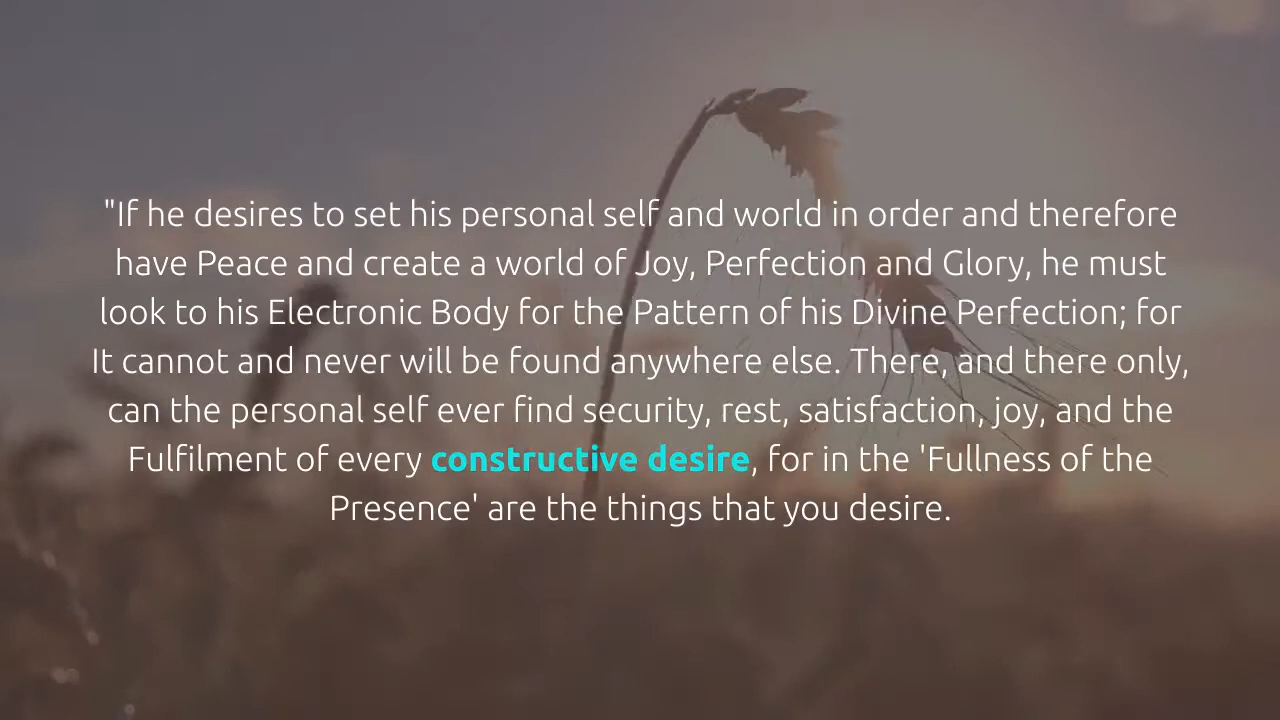 "If he desires to set his personal self and world in order and therefore
have Peace and create a world of Joy, Perfection and Glory, he must
look to his Electronic Body for the Pattern of his Divine Perfection; for
It cannot and never will be found anywhere else. There, and there only,
can the personal self ever find security, rest, satisfaction, joy, and the
Fulfilment of every constructive desire, for in the 'Fullness of the
Presence' are the things that you desire.